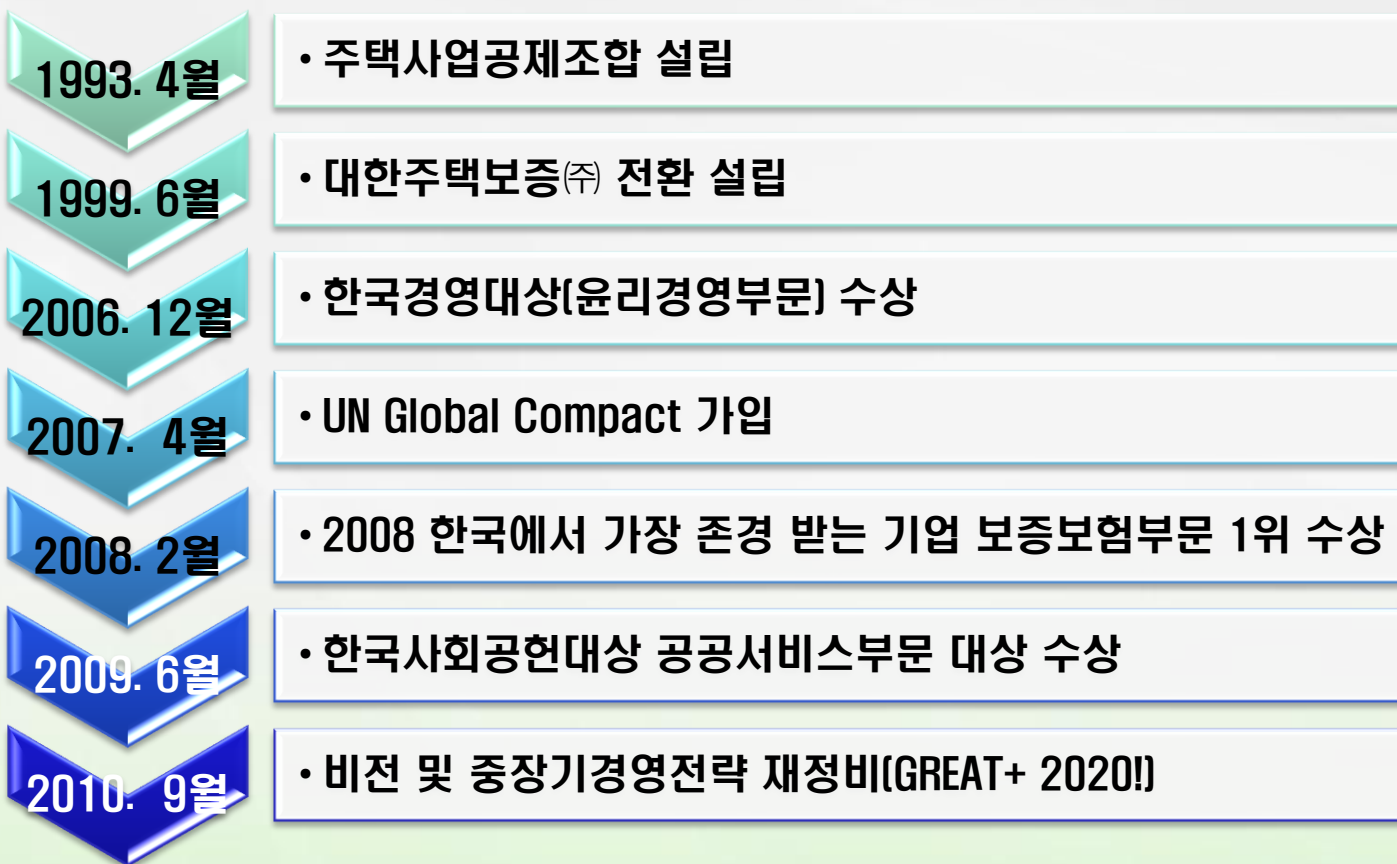 1993. 4월
• 주택사업공제조합 설립
1999. 6월
• 대한주택보증㈜ 전환 설립
2006. 12월
• 한국경영대상(윤리경영부문) 수상
2007. 4월
• UN Global Compact 가입
2008. 2월
• 2008 한국에서 가장 존경 받는 기업 보증보험부문 1위 수상
2009. 6월
• 한국사회공헌대상 공공서비스부문 대상 수상
2010. 9월
• 비전 및 중장기경영전략 재정비(GREAT+ 2020!)